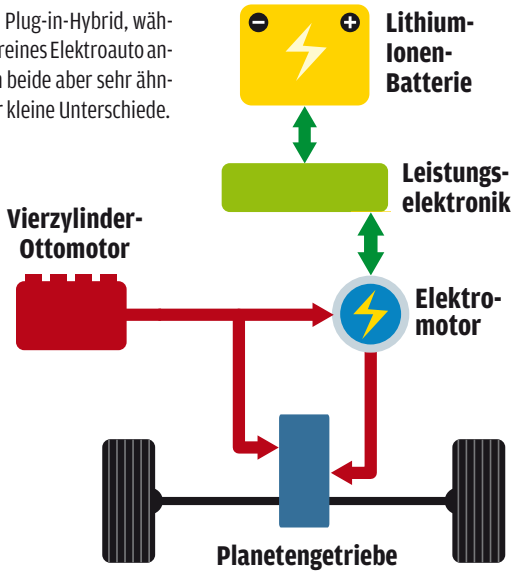 Plug-in-Hybrid, wäh-
reines Elektroauto an-
beide aber sehr ähn-
kleine Unterschiede.
Lithium-
Ionen-
Batterie
Leistungs-
elektronik
Vierzylinder-
Ottomotor
Elektro-
motor
Planetengetriebe